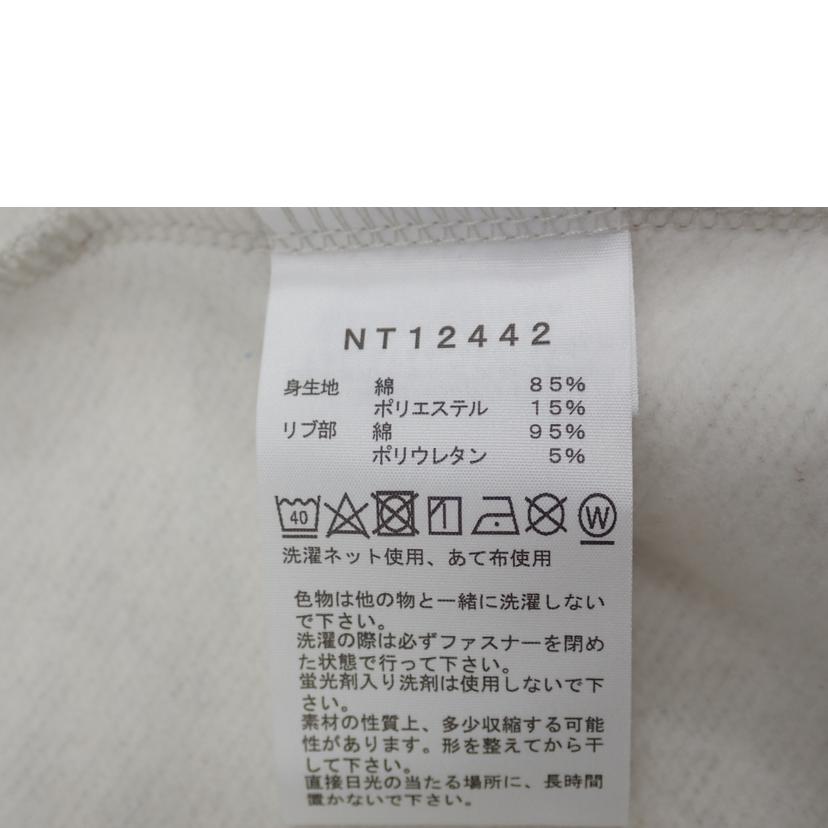 NT12442
身生地 綿 85%
ポリエステル 15%
リブ部 綿 95%
ポリウレタン 5%
40 W
洗濯ネット使用、あて布使用
色物は他の物と一緒に洗濯しない
で下さい。
洗濯の際は必ずファスナーを閉め
た状態で行って下さい。
蛍光剤入り洗剤は使用しないで下
さい。
素材の性質上、多少収縮する可能
性があります。形を整えてから干
して下さい。
直接日光の当たる場所に、長時間
置かないで下さい。